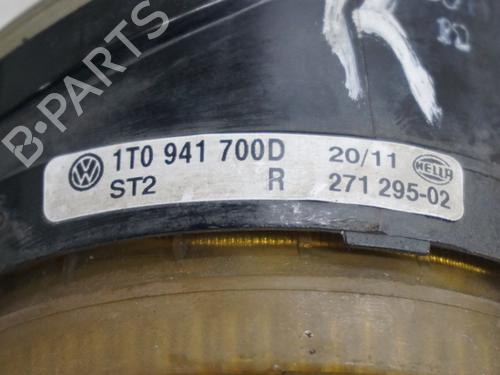 B-PARTS
1T0 941 700D 20/11 HELLA
ST2 R 271 295-02